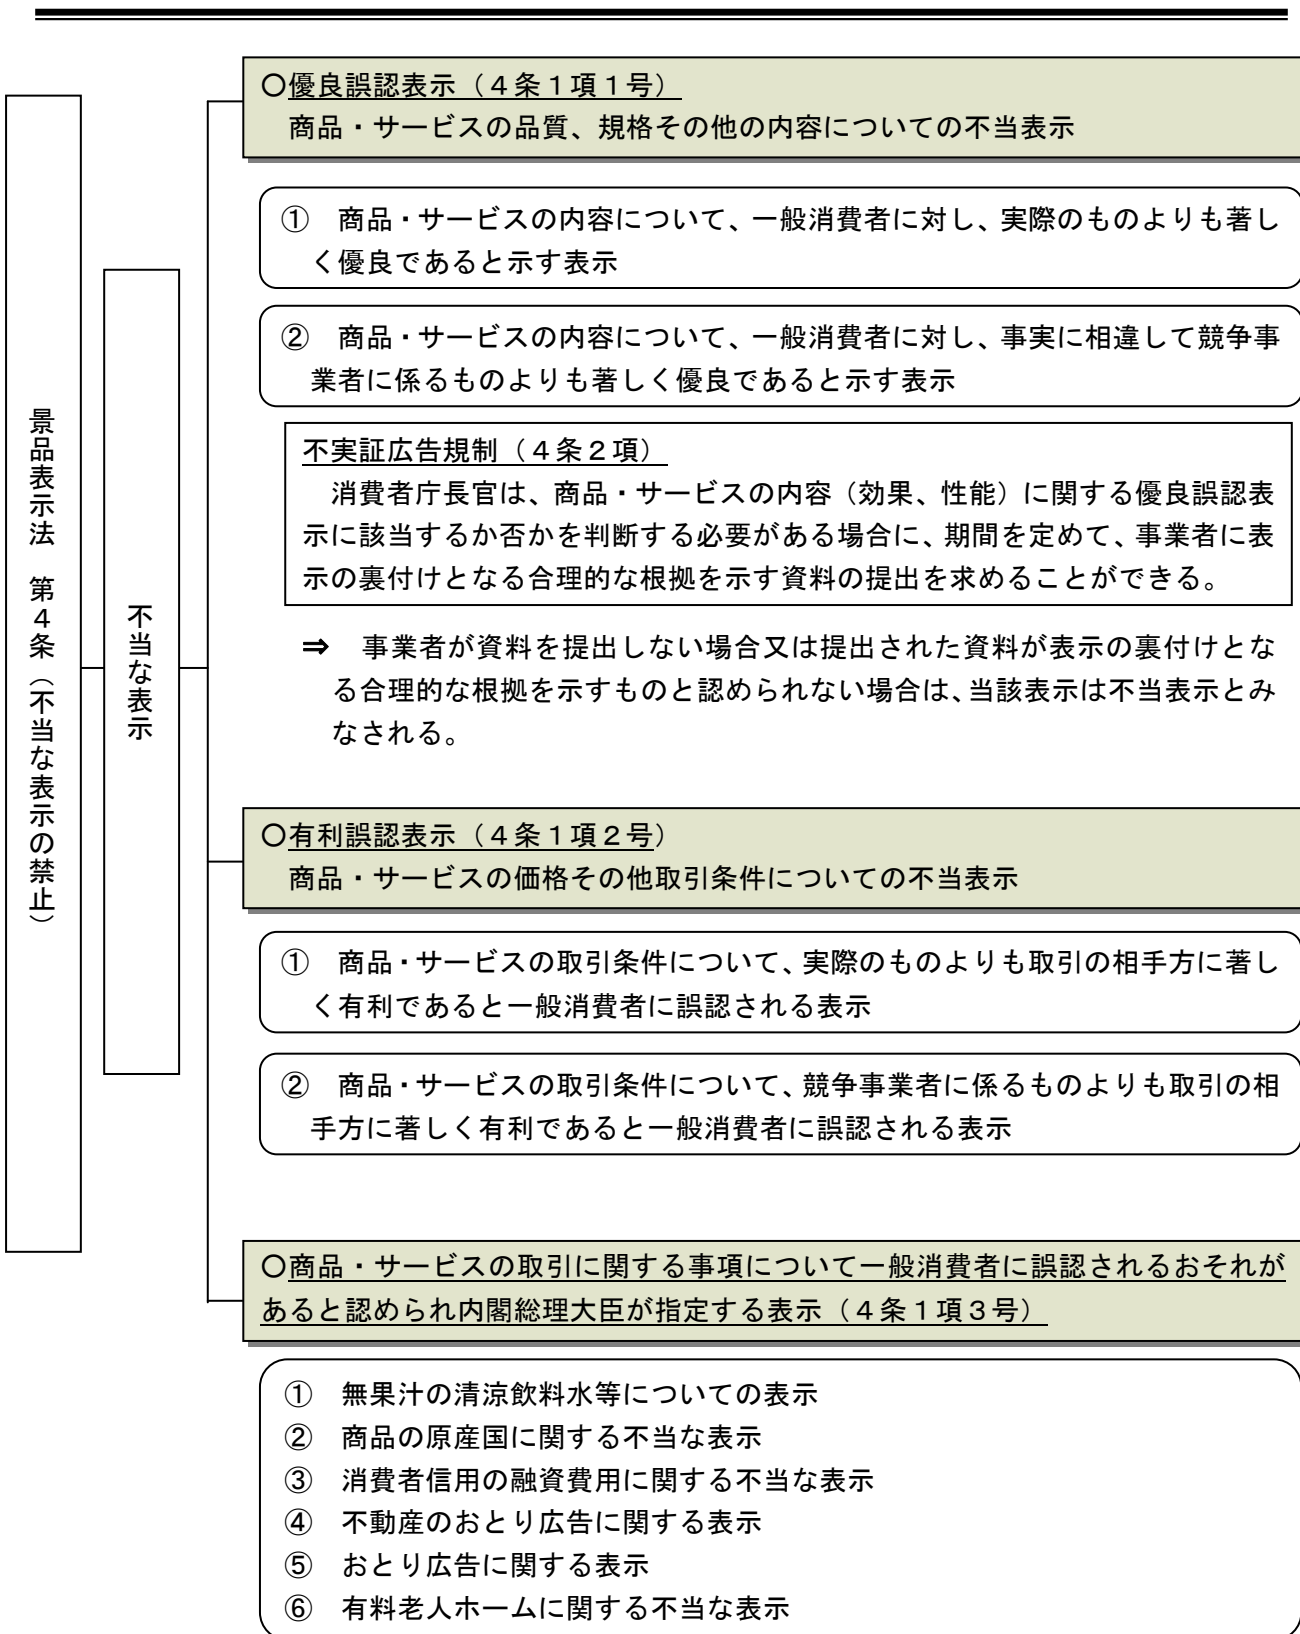 景品表示法　第４条（不当な表示の禁止）
不当な表示
○優良誤認表示（４条１項１号）
商品・サービスの品質、規格その他の内容についての不当表示
①　商品・サービスの内容について、一般消費者に対し、実際のものよりも著し
く優良であると示す表示
②　商品・サービスの内容について、一般消費者に対し、事実に相違して競争事
業者に係るものよりも著しく優良であると示す表示
不実証広告規制（４条２項）
消費者庁長官は、商品・サービスの内容（効果、性能）に関する優良誤認表
示に該当するか否かを判断する必要がある場合に、期間を定めて、事業者に表
示の裏付けとなる合理的な根拠を示す資料の提出を求めることができる。
⇒　事業者が資料を提出しない場合又は提出された資料が表示の裏付けとな
る合理的な根拠を示すものと認められない場合は、当該表示は不当表示とみ
なされる。
○有利誤認表示（４条１項２号）
商品・サービスの価格その他取引条件についての不当表示
①　商品・サービスの取引条件について、実際のものよりも取引の相手方に著し
く有利であると一般消費者に誤認される表示
②　商品・サービスの取引条件について、競争事業者に係るものよりも取引の相
手方に著しく有利であると一般消費者に誤認される表示
○商品・サービスの取引に関する事項について一般消費者に誤認されるおそれが
あると認められ内閣総理大臣が指定する表示（４条１項３号）
①　無果汁の清涼飲料水等についての表示
②　商品の原産国に関する不当な表示
③　消費者信用の融資費用に関する不当な表示
④　不動産のおとり広告に関する表示
⑤　おとり広告に関する表示
⑥　有料老人ホームに関する不当な表示